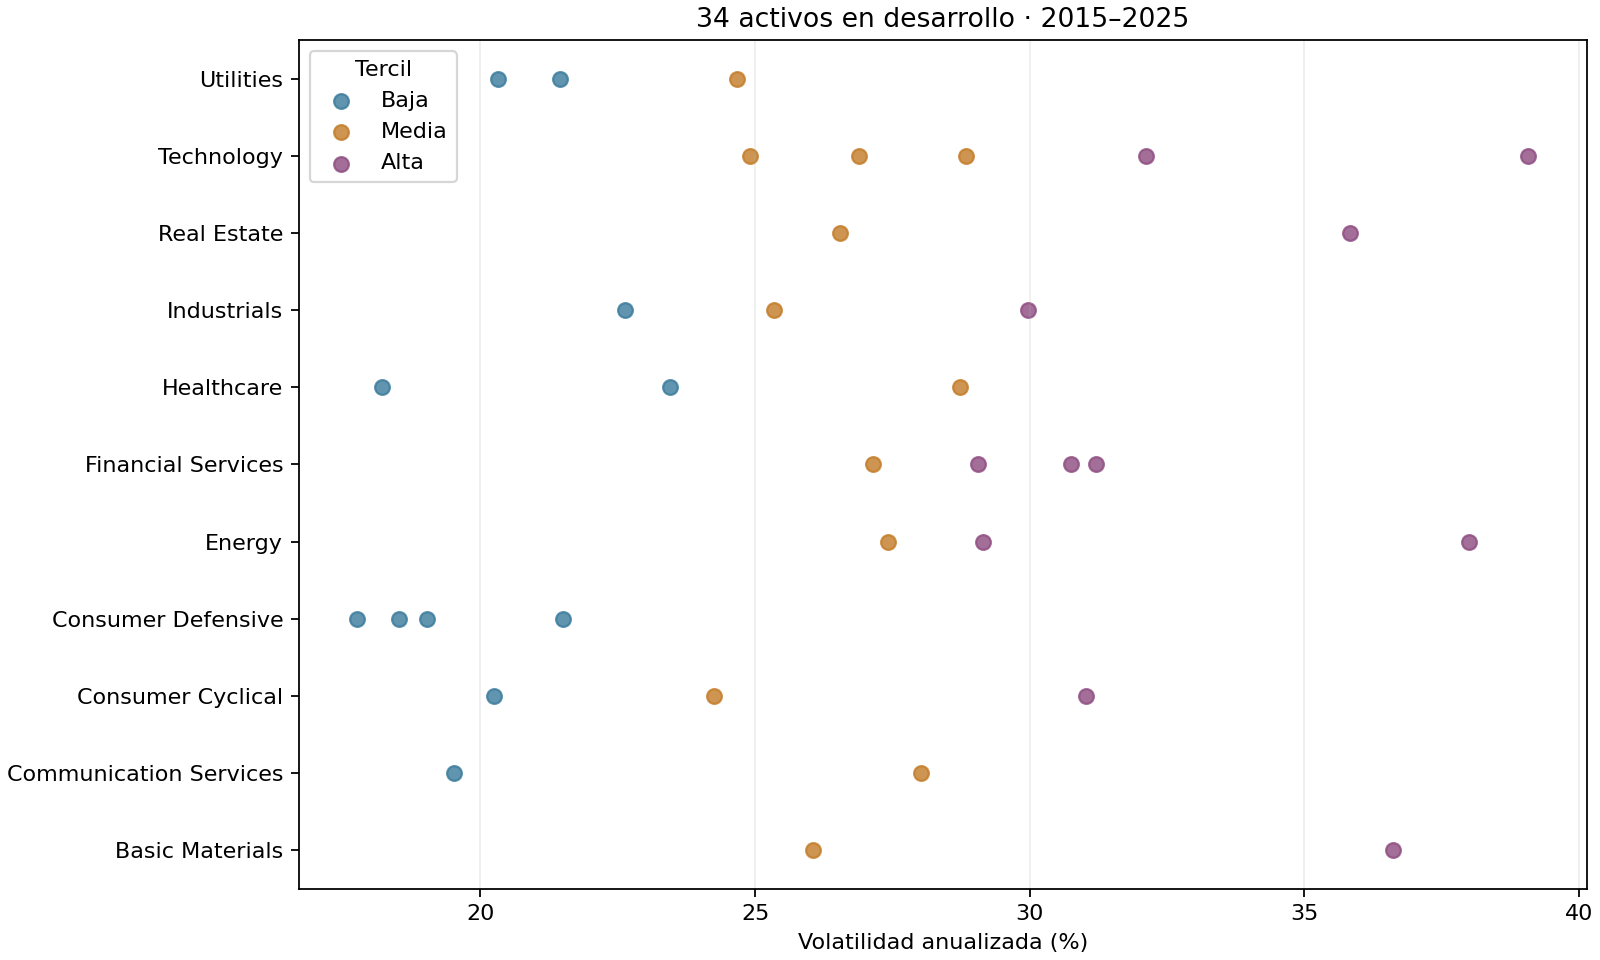 34 activos en desarrollo · 2015–2025
Tercil
Baja
Media
Alta
Utilities
Technology
Real Estate
Industrials
Healthcare
Financial Services
Energy
Consumer Defensive
Consumer Cyclical
Communication Services
Basic Materials
20 25 30 35 40
Volatilidad anualizada (%)